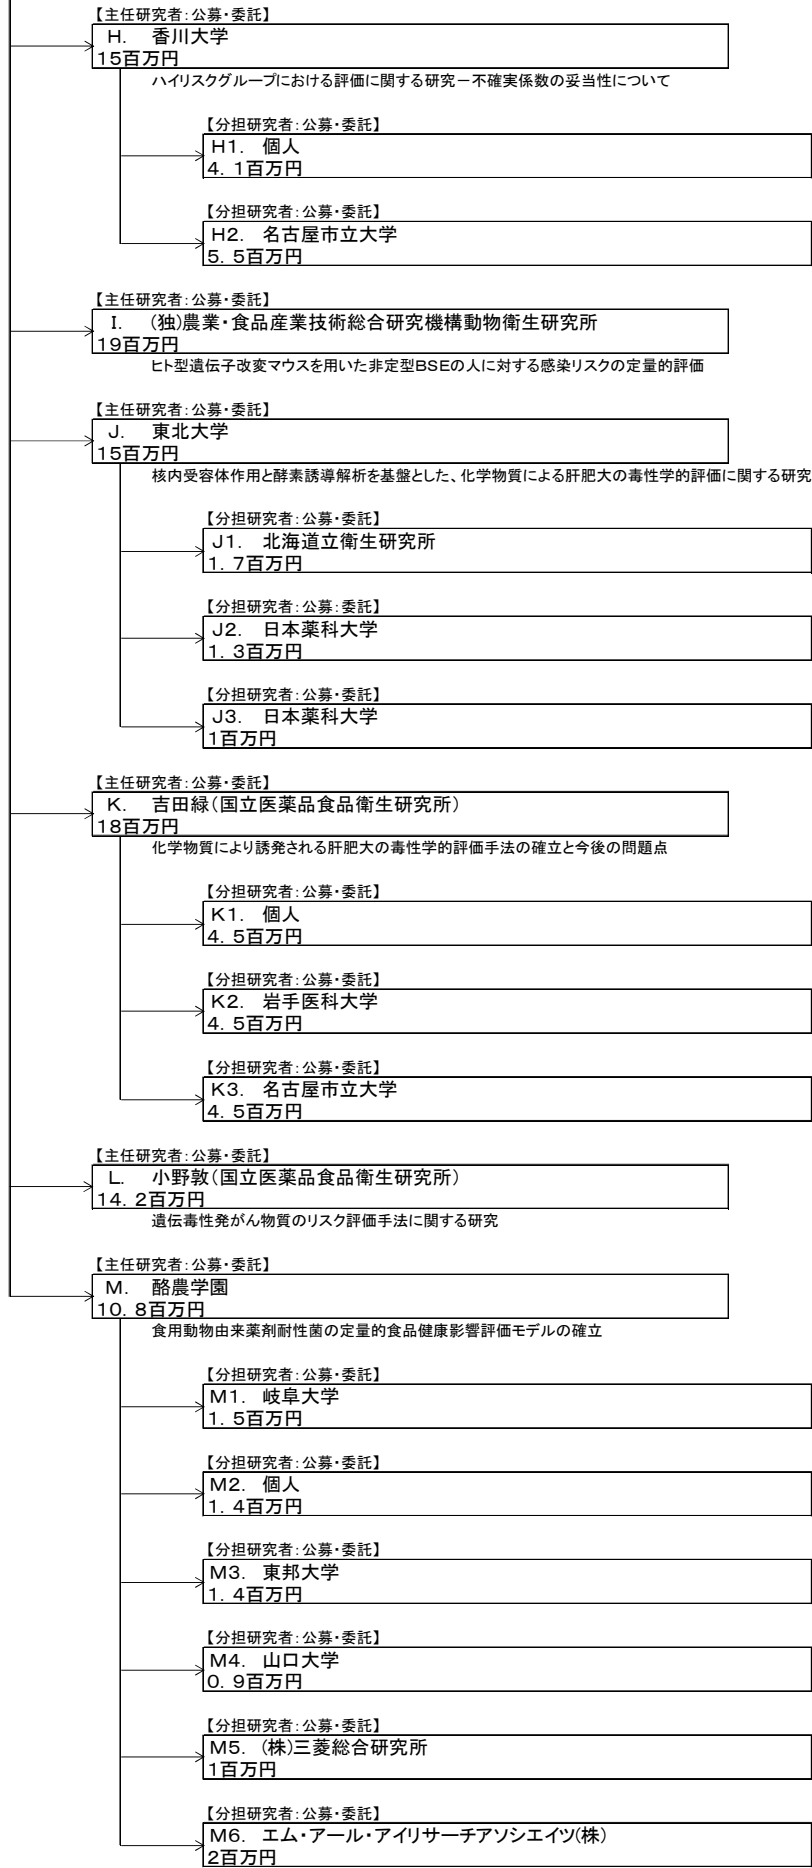 【主任研究者：公募・委託】
H.　香川大学
15百万円
ハイリスクグループにおける評価に関する研究－不確実係数の妥当性について
【分担研究者：公募・委託】
H1.　個人
4.1百万円
【分担研究者：公募・委託】
H2.　名古屋市立大学
5.5百万円
【主任研究者：公募・委託】
I.　(独)農業・食品産業技術総合研究機構動物衛生研究所
19百万円
ヒト型遺伝子改変マウスを用いた非定型BSEの人に対する感染リスクの定量的評価
【主任研究者：公募・委託】
J.　東北大学
15百万円
核内受容体作用と酵素誘導解析を基盤とした、化学物質による肝肥大の毒性学的評価に関する研究
【分担研究者：公募・委託】
J1.　北海道立衛生研究所
1.7百万円
【分担研究者：公募:委託】
J2.　日本薬科大学
1.3百万円
【分担研究者：公募・委託】
J3.　日本薬科大学
1百万円
【主任研究者：公募・委託】
K.　吉田緑(国立医薬品食品衛生研究所)
18百万円
化学物質により誘発される肝肥大の毒性学的評価手法の確立と今後の問題点
【分担研究者：公募・委託】
K1.　個人
4.5百万円
【分担研究者：公募・委託】
K2.　岩手医科大学
4.5百万円
【分担研究者：公募・委託】
K3.　名古屋市立大学
4.5百万円
【主任研究者：公募・委託】
L.　小野敦(国立医薬品食品衛生研究所)
14.2百万円
遺伝毒性発がん物質のリスク評価手法に関する研究
【主任研究者：公募・委託】
M.　酪農学園
10.8百万円
食用動物由来薬剤耐性菌の定量的食品健康影響評価モデルの確立
【分担研究者：公募・委託】
M1.　岐阜大学
1.5百万円
【分担研究者：公募・委託】
M2.　個人
1.4百万円
【分担研究者：公募・委託】
M3.　東邦大学
1.4百万円
【分担研究者：公募・委託】
M4.　山口大学
0.9百万円
【分担研究者：公募・委託】
M5.　(株)三菱総合研究所
1百万円
【分担研究者：公募・委託】
M6.　エム・アール・アイリサーチアソシエイツ(株)
2百万円